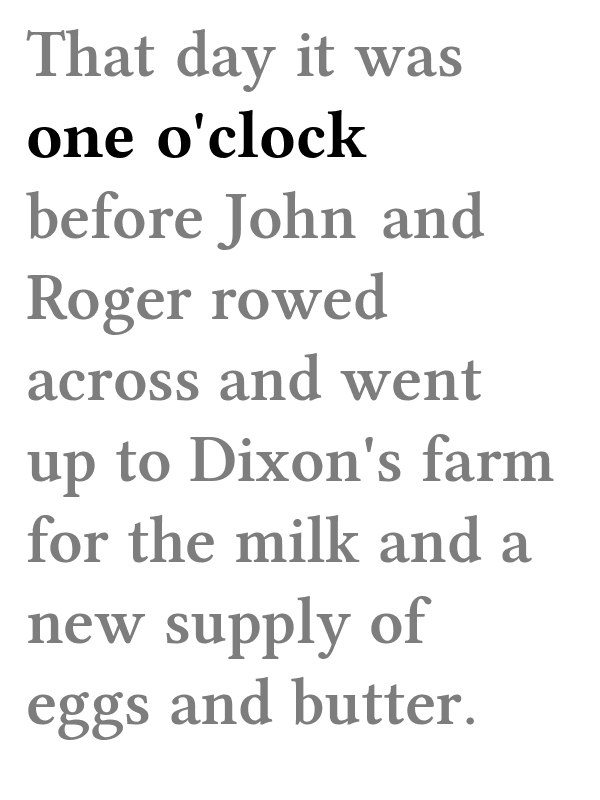 That day it was
one o'clock
before John and
Roger rowed
across and went
up to Dixon's farm
for the milk and a
new supply of
eggs and butter.